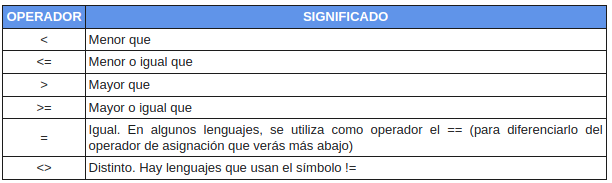 OPERADOR SIGNIFICADO
< Menor que
<= Menor o igual que
> Mayor que
>= Mayor o igual que
= Igual. En algunos lenguajes, se utiliza como operador el == (para diferenciarlo del
operador de asignación que verás más abajo)
<> Distinto. Hay lenguajes que usan el símbolo !=